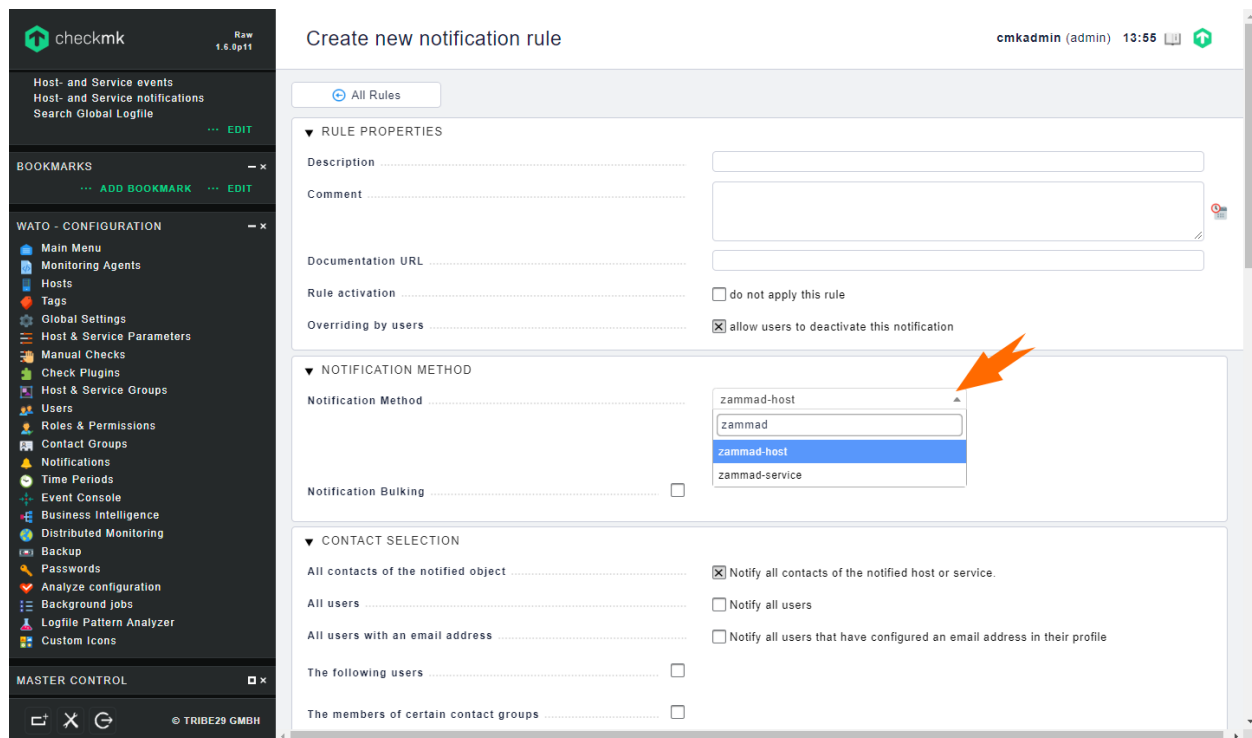 checkmk
Raw
1.6.0p11
Host- and Service events
Host- and Service notifications
Search Global Logfile
··· EDIT
BOOKMARKS
··· ADD BOOKMARK ··· EDIT
WATO - CONFIGURATION
Main Menu
Monitoring Agents
Hosts
Tags
Global Settings
Host & Service Parameters
Manual Checks
Check Plugins
Host & Service Groups
Users
Roles & Permissions
Contact Groups
Notifications
Time Periods
Event Console
Business Intelligence
Distributed Monitoring
Backup
Passwords
Analyze configuration
Background jobs
Logfile Pattern Analyzer
Custom Icons
MASTER CONTROL
© TRIBE29 GMBH
Create new notification rule
cmkadmin (admin) 13:55
All Rules
RULE PROPERTIES
Description
Comment
Documentation URL
Rule activation
do not apply this rule
Overriding by users
allow users to deactivate this notification
NOTIFICATION METHOD
Notification Method
zammad-host
zammad
zammad-host
zammad-service
Notification Bulking
CONTACT SELECTION
All contacts of the notified object
Notify all contacts of the notified host or service.
All users
Notify all users
All users with an email address
Notify all users that have configured an email address in their profile
The following users
The members of certain contact groups